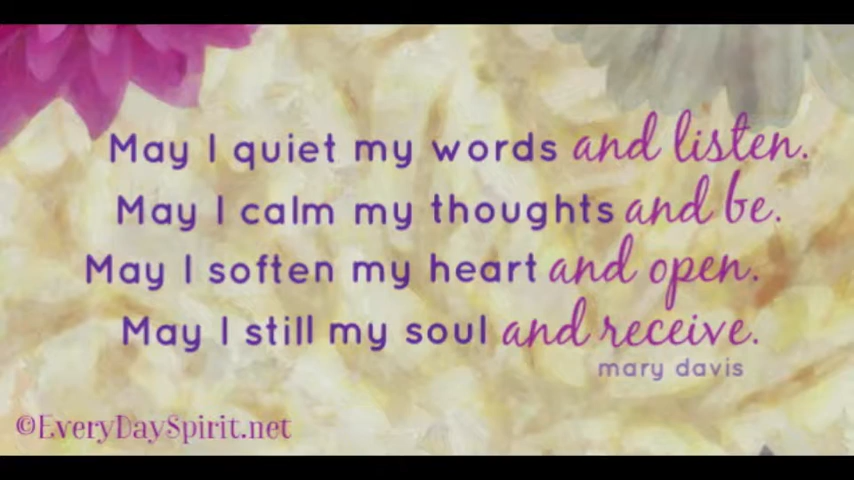 May I quiet my words and listen.
May I calm my thoughts and be.
May I soften my heart and open.
May I still my soul and receive.
mary davis
©EveryDaySpirit.net